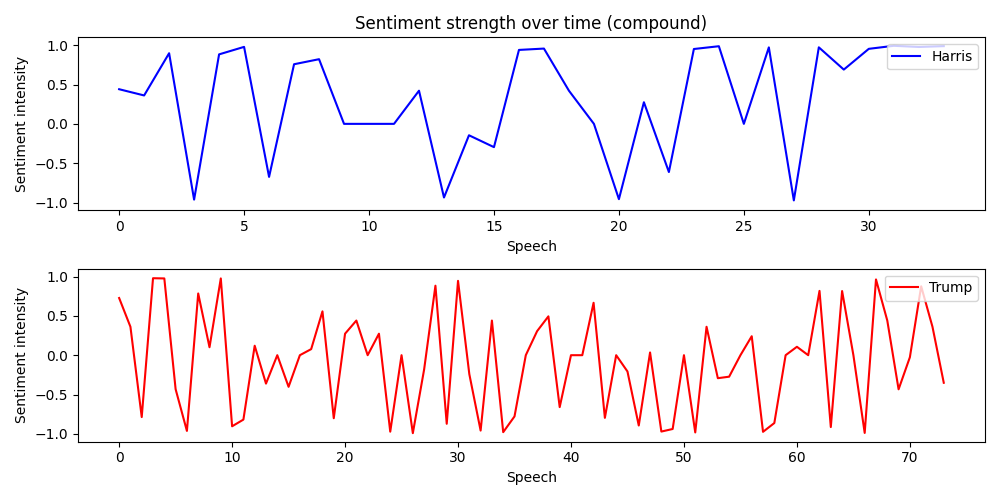 Sentiment strength over time (compound)
Sentiment intensity
1.0
0.5
0.0
−0.5
−1.0
Harris
0 5 10 15 20 25 30
Speech
Sentiment intensity
1.0
0.5
0.0
−0.5
−1.0
Trump
0 10 20 30 40 50 60 70
Speech